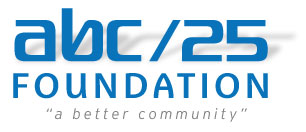 abc/25
FOUNDATION
"a better community"